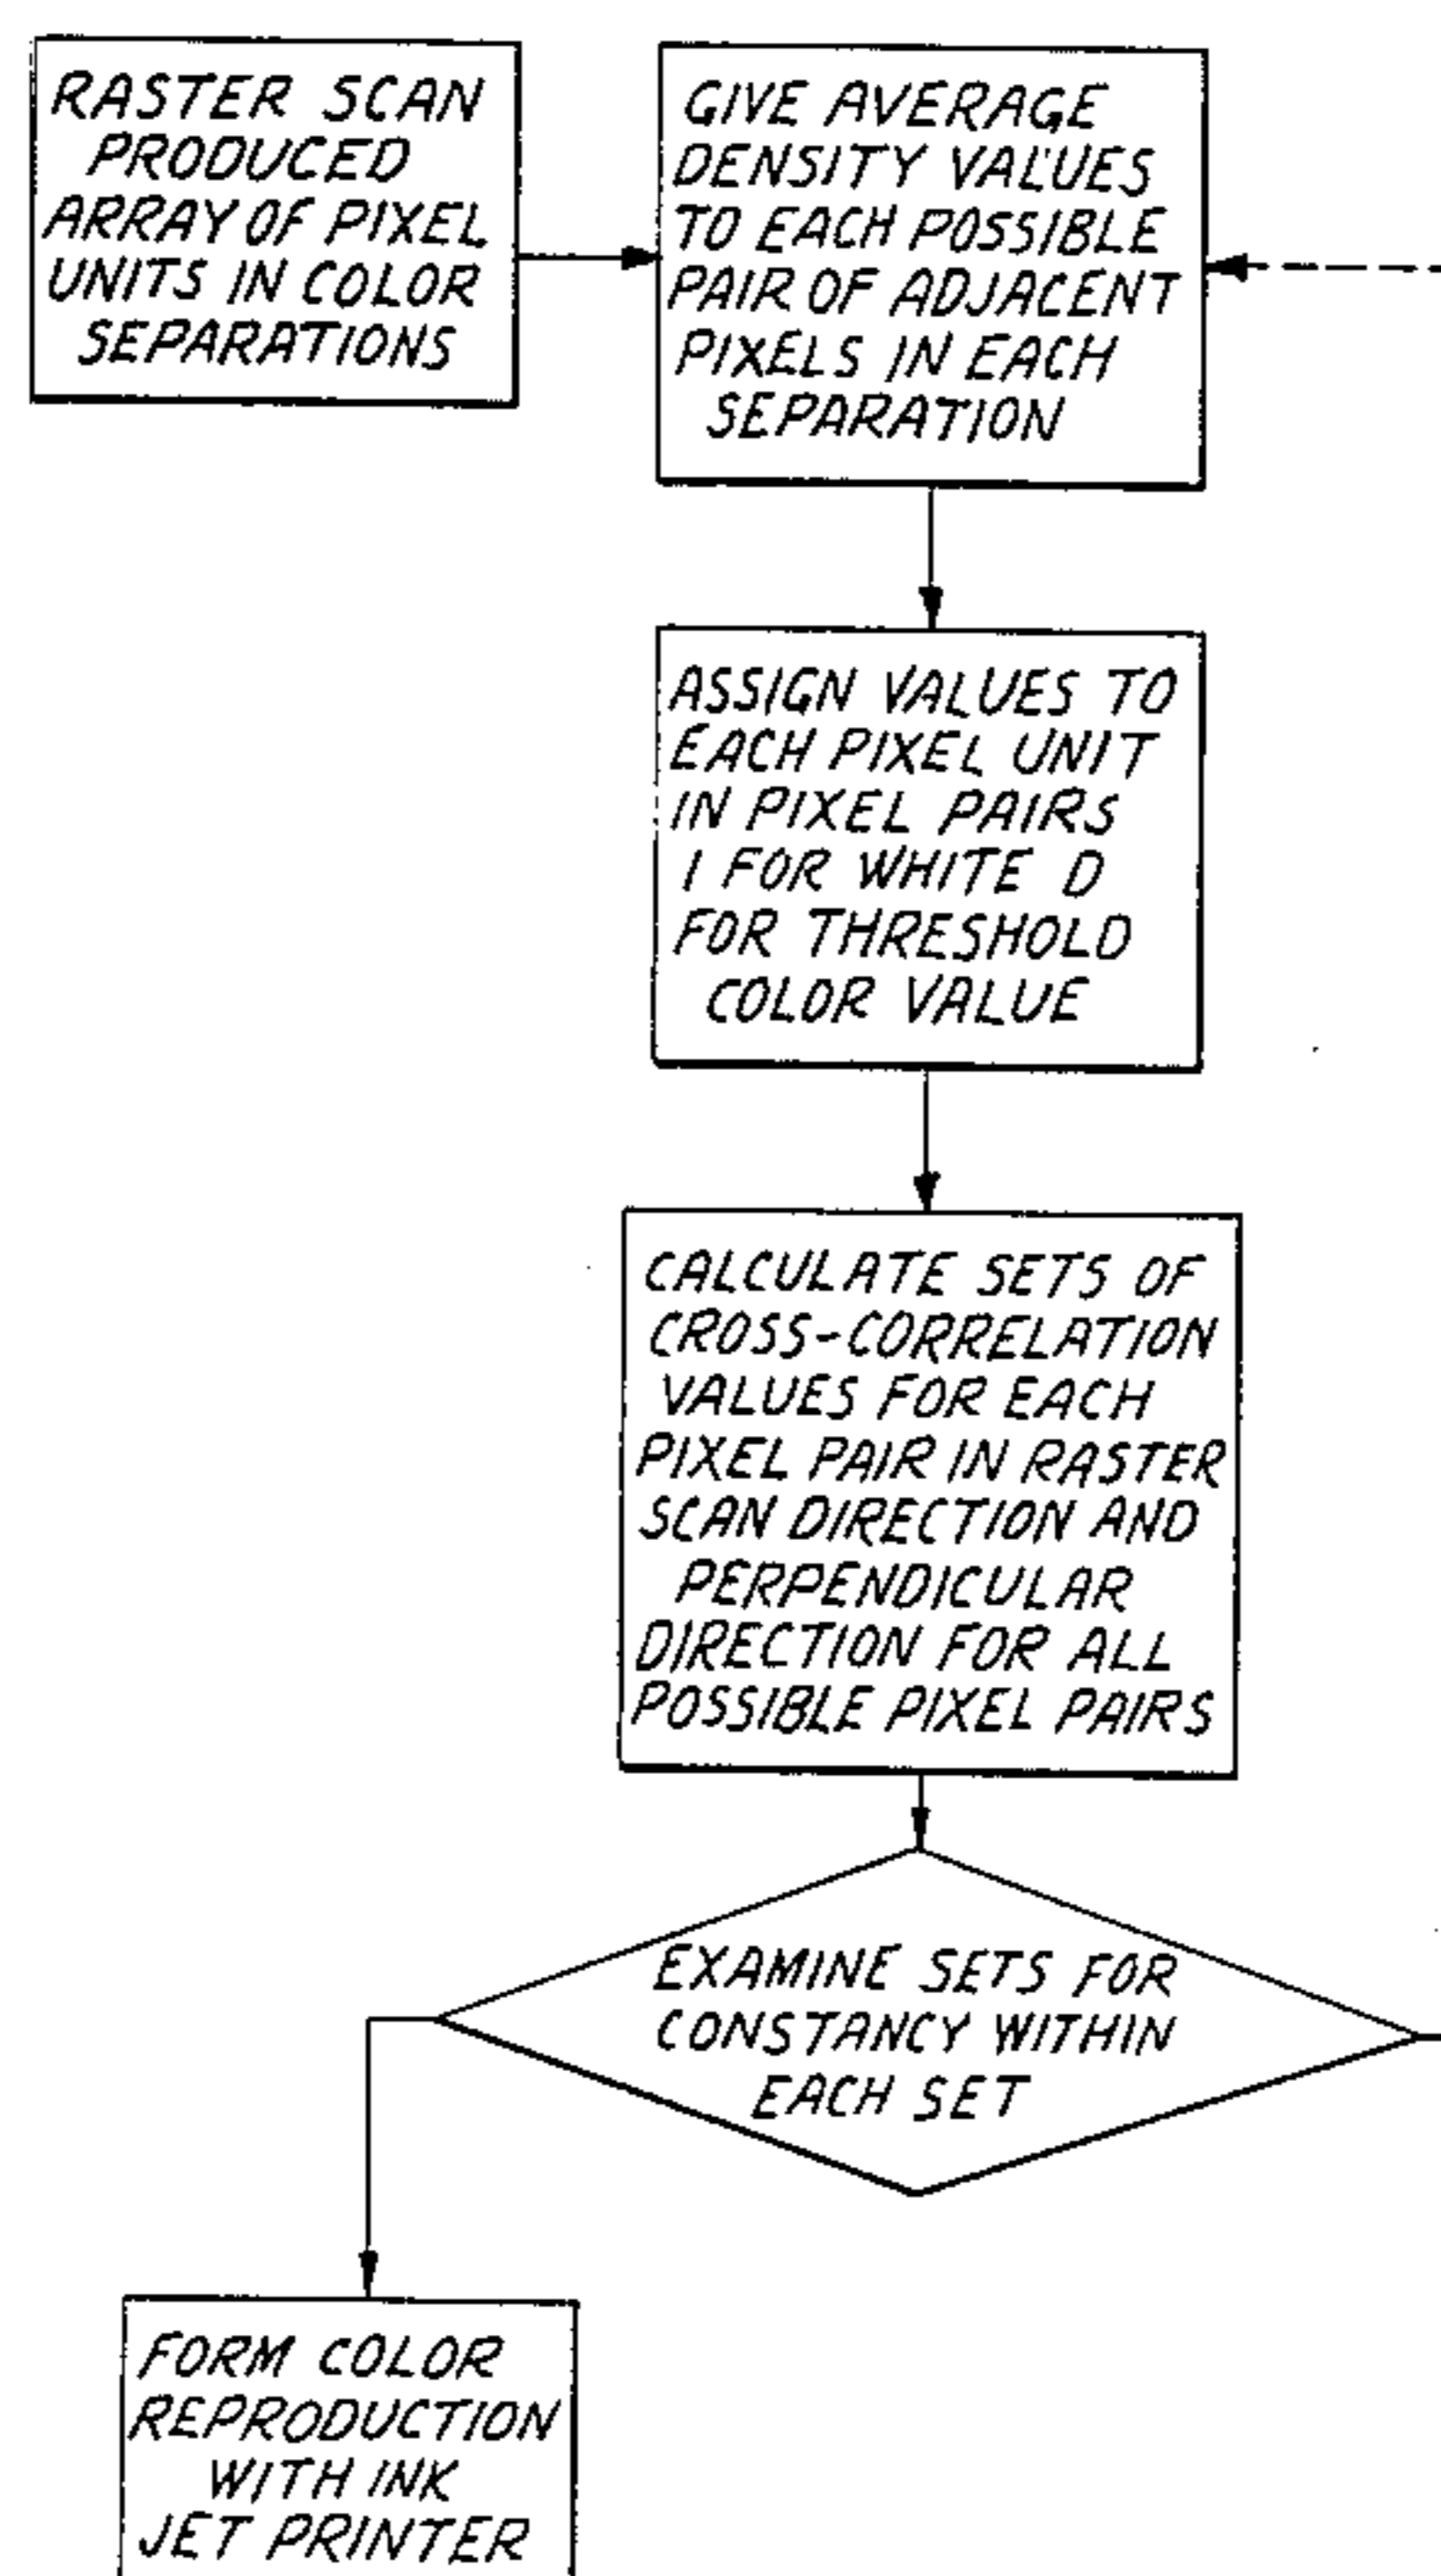 RASTER SCAN
PRODUCED
ARRAY OF PIXEL
UNITS IN COLOR
SEPARATIONS
GIVE AVERAGE
DENSITY VALUES
TO EACH POSSIBLE
PAIR OF ADJACENT
PIXELS IN EACH
SEPARATION
ASSIGN VALUES TO
EACH PIXEL UNIT
IN PIXEL PAIRS
1 FOR WHITE D
FOR THRESHOLD
COLOR VALUE
CALCULATE SETS OF
CROSS-CORRELATION
VALUES FOR EACH
PIXEL PAIR IN RASTER
SCAN DIRECTION AND
PERPENDICULAR
DIRECTION FOR ALL
POSSIBLE PIXEL PAIRS
EXAMINE SETS FOR
CONSTANCY WITHIN
EACH SET
FORM COLOR
REPRODUCTION
WITH INK
JET PRINTER